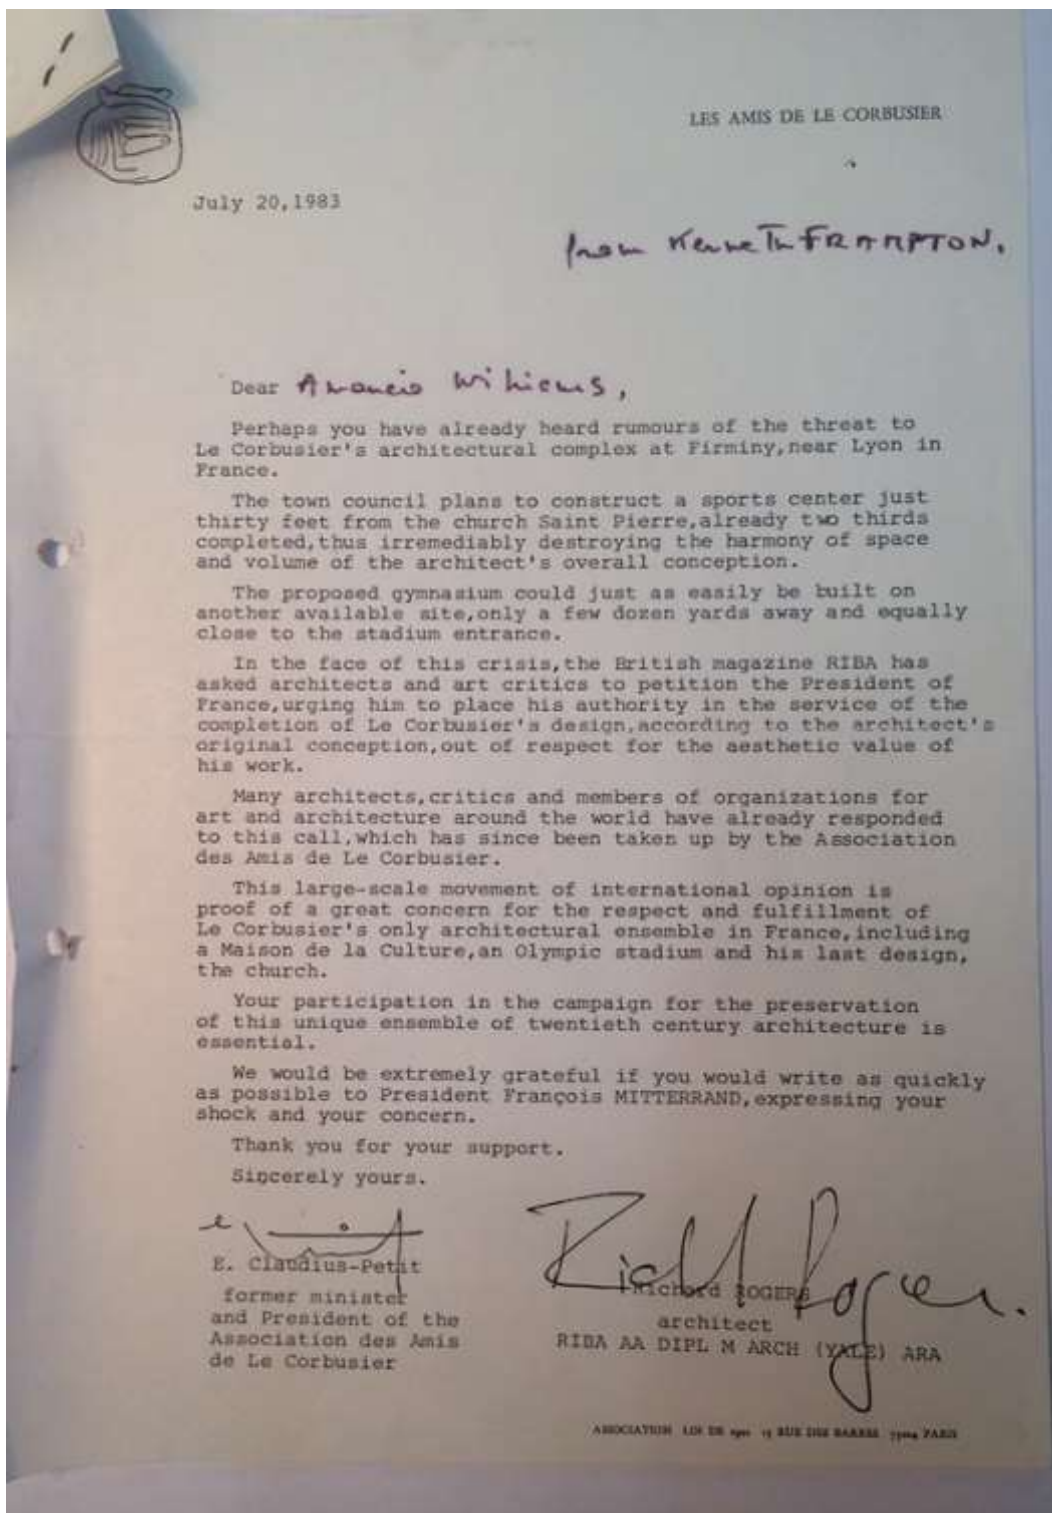 LES AMIS DE LE CORBUSIER
July 20,1983
from Kenneth FRAMPTON.
Dear Amancio Williams,
Perhaps you have already heard rumours of the threat to
Le Corbusier's architectural complex at Firminy,near Lyon in
France.
The town council plans to construct a sports center just
thirty feet from the church Saint Pierre,already two thirds
completed,thus irremediably destroying the harmony of space
and volume of the architect's overall conception.
The proposed gymnasium could just as easily be built on
another available site,only a few dozen yards away and equally
close to the stadium entrance.
In the face of this crisis,the British magazine RIBA has
asked architects and art critics to petition the President of
France,urging him to place his authority in the service of the
completion of Le Corbusier's design,according to the architect's
original conception,out of respect for the aesthetic value of
his work.
Many architects,critics and members of organizations for
art and architecture around the world have already responded
to this call,which has since been taken up by the Association
des Amis de Le Corbusier.
This large-scale movement of international opinion is
proof of a great concern for the respect and fulfillment of
Le Corbusier's only architectural ensemble in France,including
a Maison de la Culture,an Olympic stadium and his last design,
the church.
Your participation in the campaign for the preservation
of this unique ensemble of twentieth century architecture is
essential.
We would be extremely grateful if you would write as quickly
as possible to President François MITTERRAND,expressing your
shock and your concern.
Thank you for your support.
Sincerely yours.
E. Claudius-Petit
former minister
and President of the
Association des Amis
de Le Corbusier
Richard Rogers.
Richard ROGERS
architect
RIBA AA DIPL M ARCH (YALE) ARA
ASSOCIATION LOI DE 1901 15 RUE DES BARRES 75004 PARIS